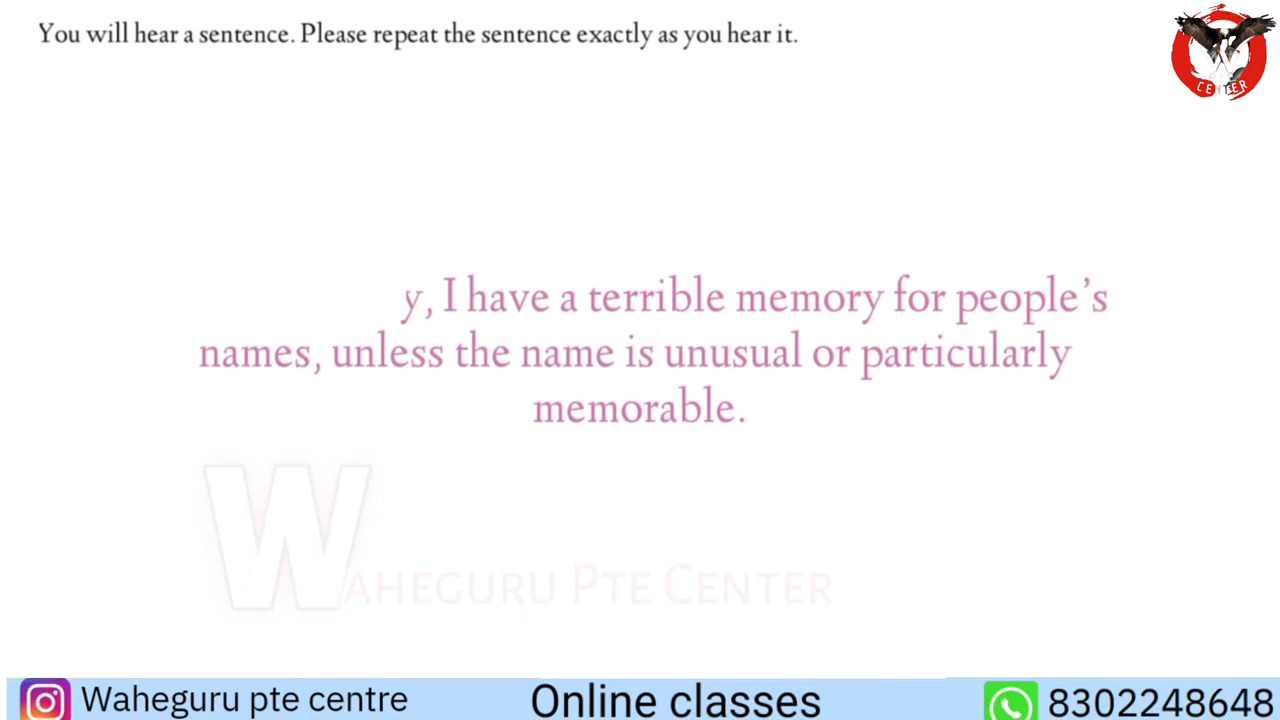 You will hear a sentence. Please repeat the sentence exactly as you hear it.
CENTER
y, I have a terrible memory for people's
names, unless the name is unusual or particularly
memorable.
WAHEGURU PTE CENTER
Waheguru pte centre
Online classes
8302248648